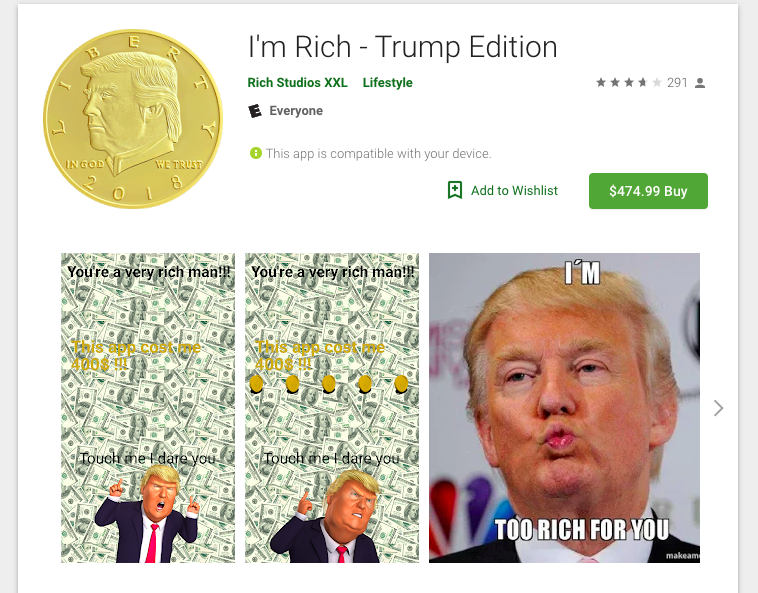 I'm Rich - Trump Edition
Rich Studios XXL Lifestyle
291
E Everyone
This app is compatible with your device.
Add to Wishlist
$474.99 Buy
LIBERTY
IN GOD WE TRUST
2018
You're a very rich man!!!
This app cost me
400$ !!!
Touch me I dare you
You're a very rich man!!!
This app cost me
400$ !!!
Touch me I dare you
I´M
TOO RICH FOR YOU
makeame